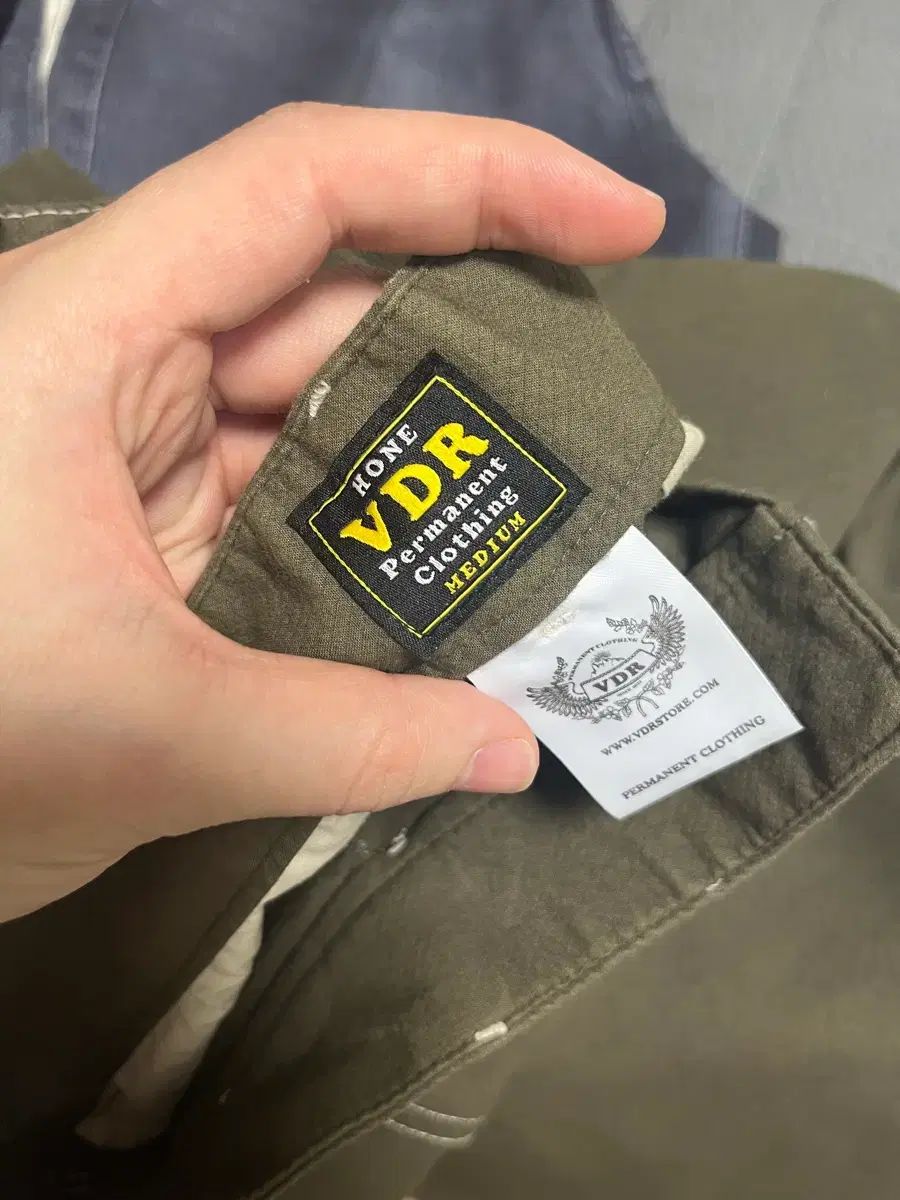 HONE
VDR
Permanent
Clothing
MEDIUM
PERMANENT CLOTHING
VDR
WWW.VDRSTORE.COM
PERMANENT CLOTHING